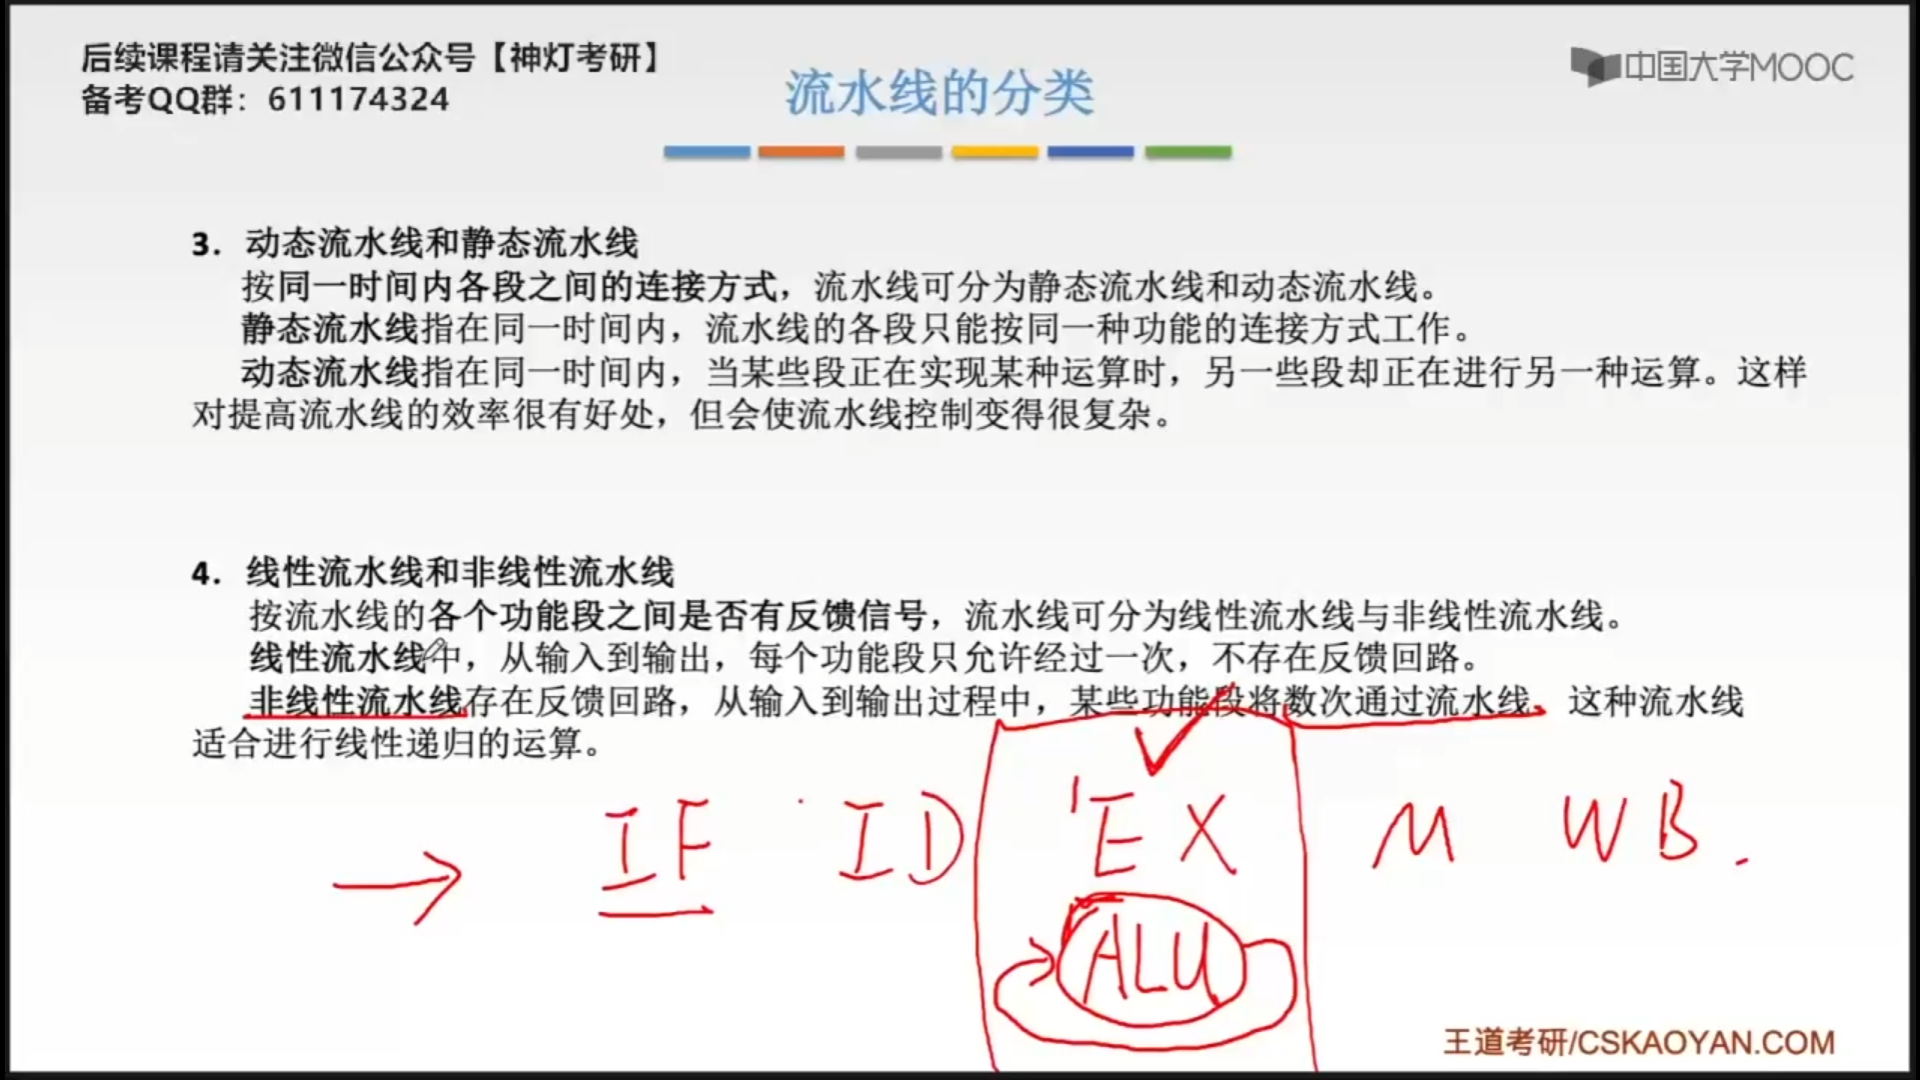 后续课程请关注微信公众号【神灯考研】
备考QQ群：611174324
中国大学MOOC
流水线的分类
3. 动态流水线和静态流水线
按同一时间内各段之间的连接方式，流水线可分为静态流水线和动态流水线。
静态流水线指在同一时间内，流水线的各段只能按同一种功能的连接方式工作。
动态流水线指在同一时间内，当某些段正在实现某种运算时，另一些段却正在进行另一种运算。这样
对提高流水线的效率很有好处，但会使流水线控制变得很复杂。
4. 线性流水线和非线性流水线
按流水线的各个功能段之间是否有反馈信号，流水线可分为线性流水线与非线性流水线。
线性流水线中，从输入到输出，每个功能段只允许经过一次，不存在反馈回路。
非线性流水线存在反馈回路，从输入到输出过程中，某些功能段将数次通过流水线，这种流水线
适合进行线性递归的运算。
IF ID EX M WB.
ALU
王道考研/CSKAOYAN.COM